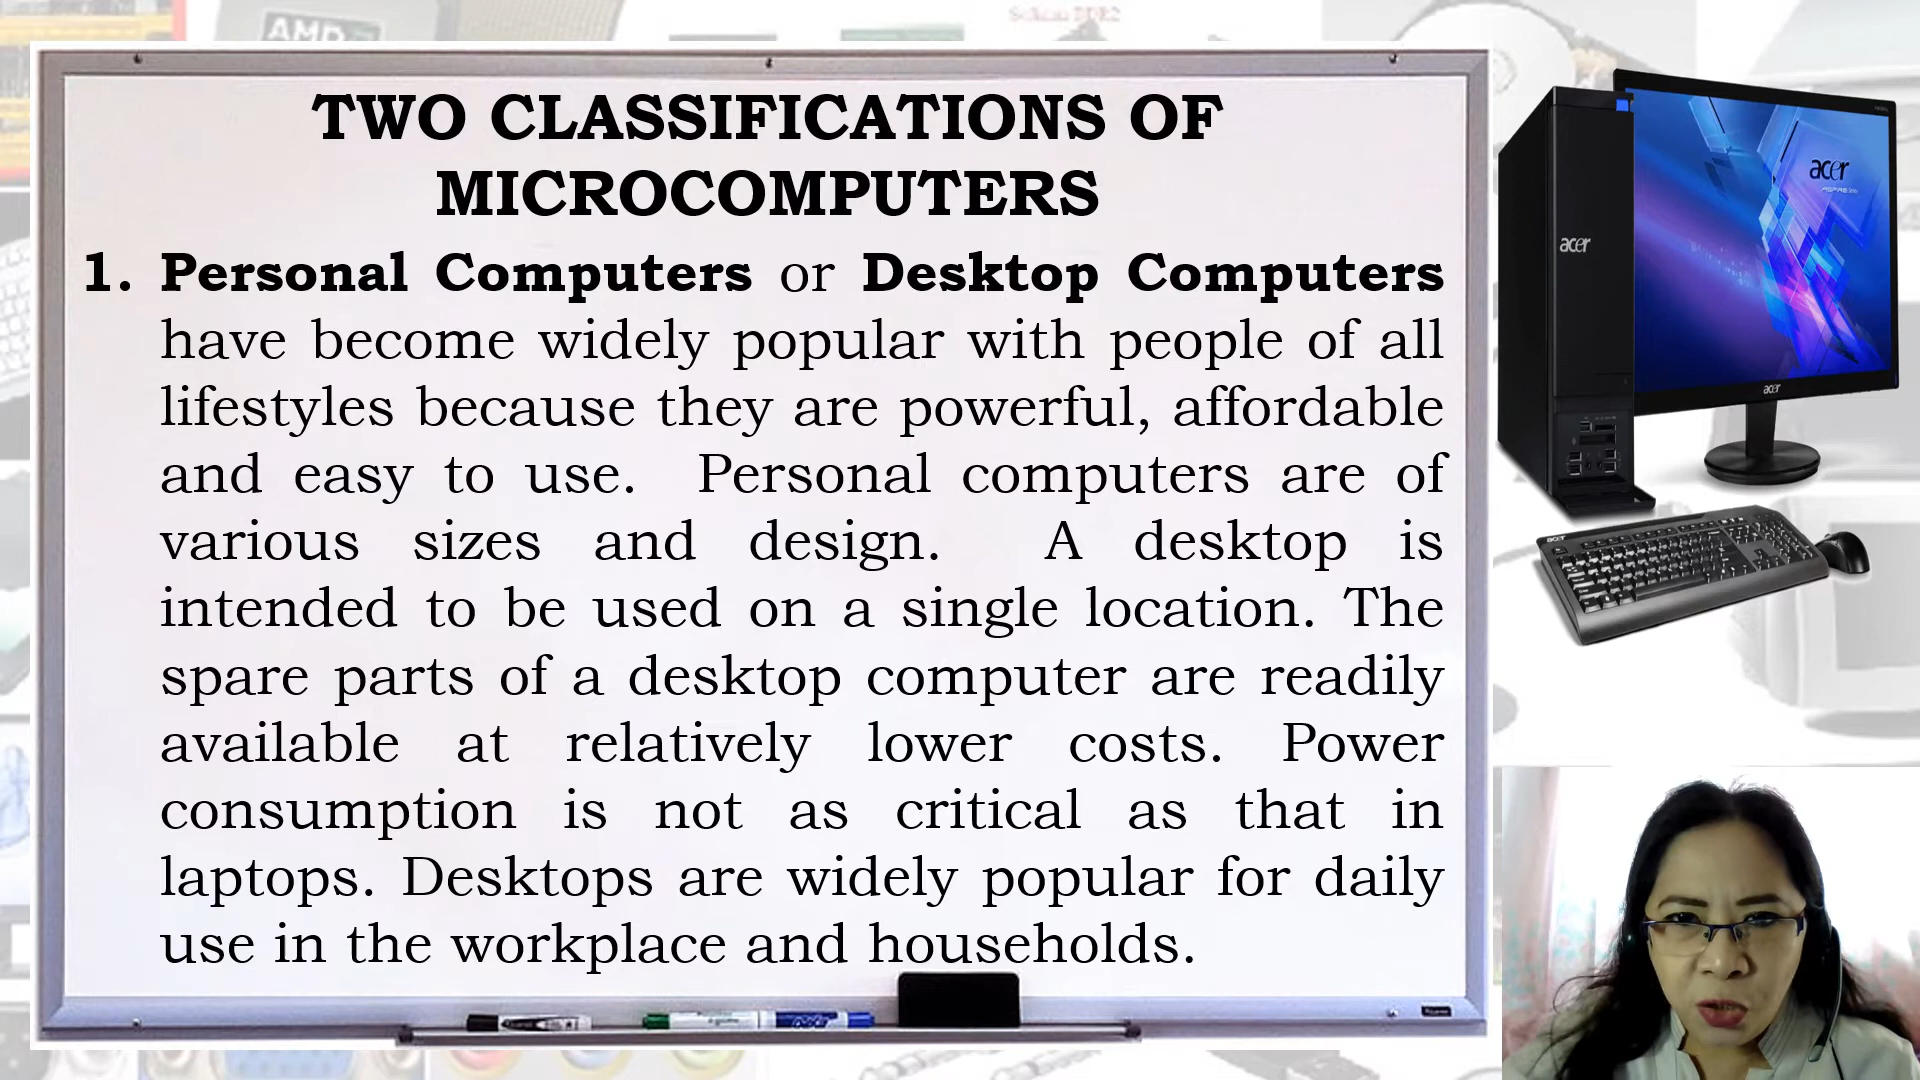 AMD
TWO CLASSIFICATIONS OF
MICROCOMPUTERS
1. Personal Computers or Desktop Computers
have become widely popular with people of all
lifestyles because they are powerful, affordable
and easy to use. Personal computers are of
various sizes and design. A desktop is
intended to be used on a single location. The
spare parts of a desktop computer are readily
available at relatively lower costs. Power
consumption is not as critical as that in
laptops. Desktops are widely popular for daily
use in the workplace and households.
acer
acer
acer
acer